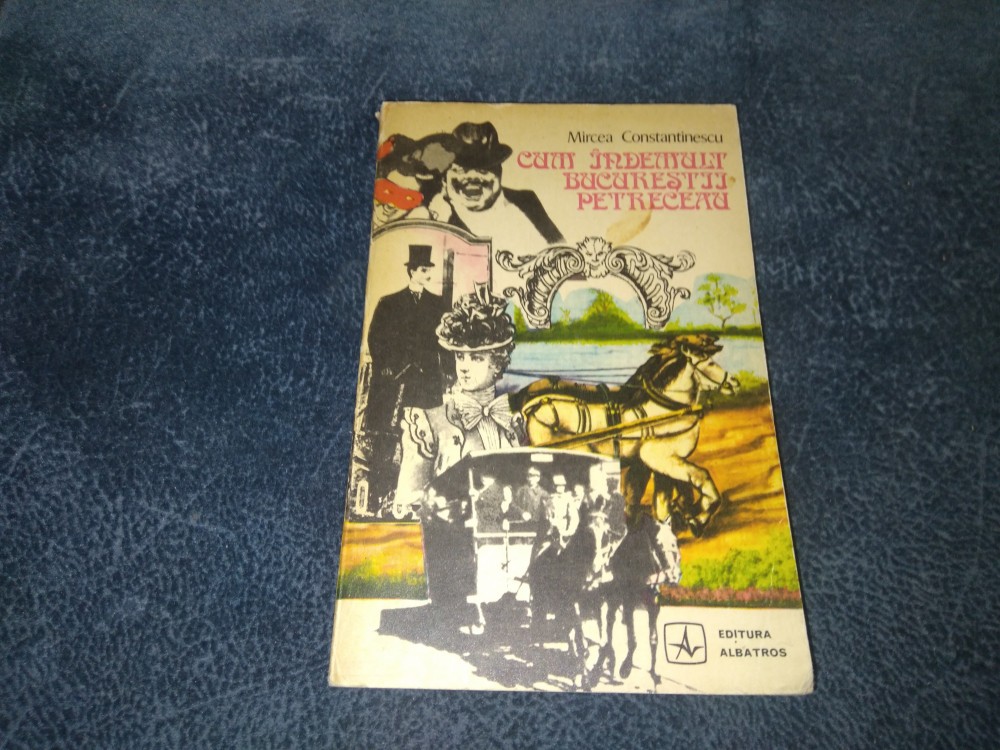 Mircea Constantinescu
CUM ÎNDEMULT
BUCUREȘTII
PETRECEAU
EDITURA
ALBATROS